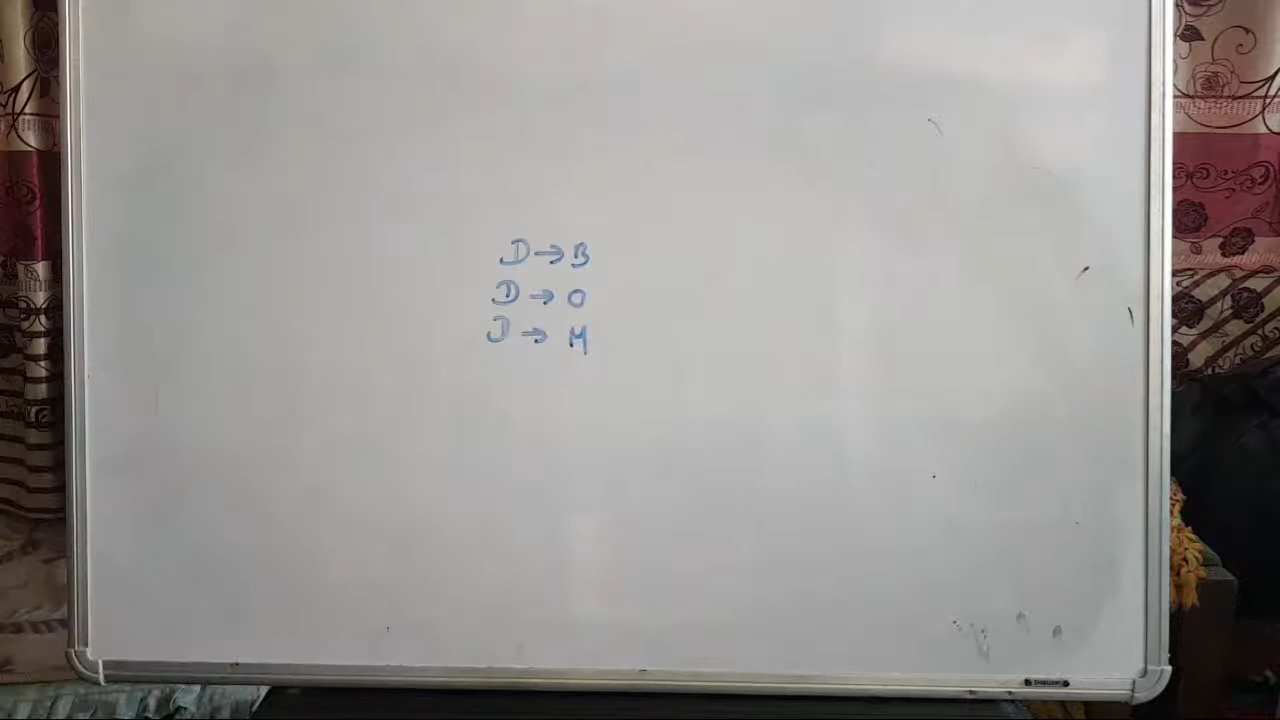 D → B
D → O
D → M